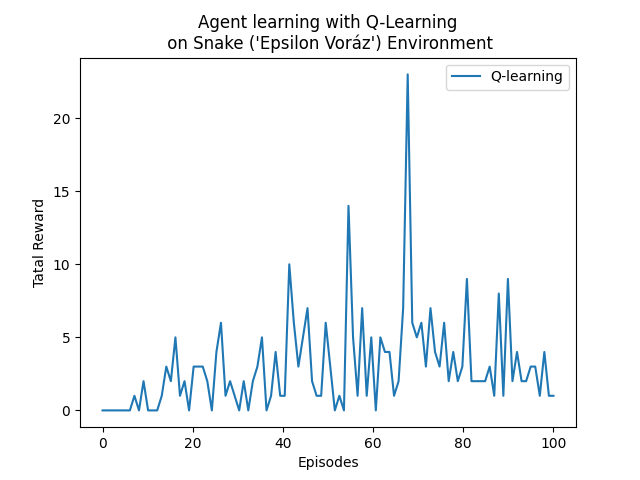 Agent learning with Q-Learning
on Snake ('Epsilon Voráz') Environment
Q-learning
20
15
10
5
0
Tatal Reward
0 20 40 60 80 100
Episodes